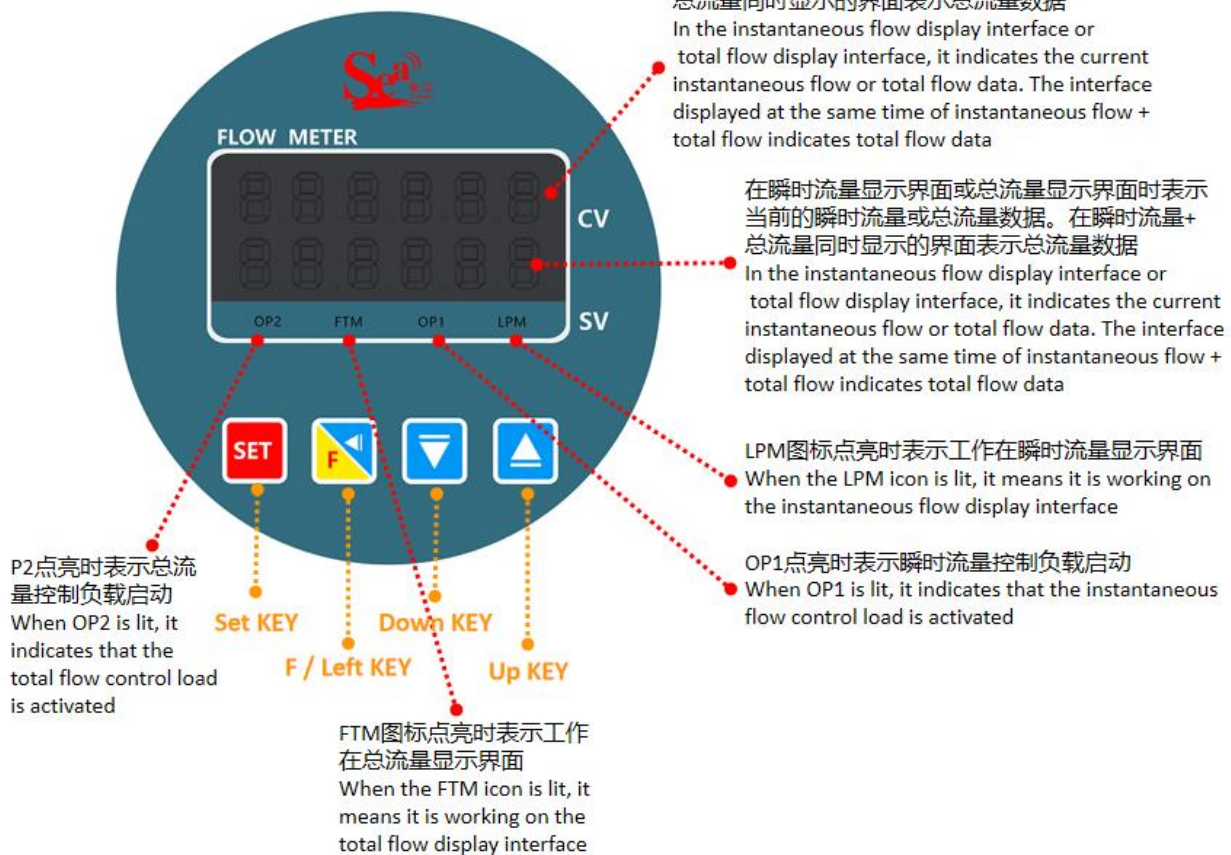 总流量同时显示的界面表示总流量数据
In the instantaneous flow display interface or
total flow display interface, it indicates the current
instantaneous flow or total flow data. The interface
displayed at the same time of instantaneous flow +
total flow indicates total flow data
Sea
FLOW METER
CV
在瞬时流量显示界面或总流量显示界面时表示
当前的瞬时流量或总流量数据。在瞬时流量+
总流量同时显示的界面表示总流量数据
In the instantaneous flow display interface or
total flow display interface, it indicates the current
instantaneous flow or total flow data. The interface
displayed at the same time of instantaneous flow +
total flow indicates total flow data
OP2 FTM OP1 LPM
SV
SET
F
LPM图标点亮时表示工作在瞬时流量显示界面
When the LPM icon is lit, it means it is working on
the instantaneous flow display interface
OP1点亮时表示瞬时流量控制负载启动
When OP1 is lit, it indicates that the instantaneous
flow control load is activated
P2点亮时表示总流
量控制负载启动
When OP2 is lit, it
indicates that the
total flow control load
is activated
Set KEY
F / Left KEY
Down KEY
Up KEY
FTM图标点亮时表示工作
在总流量显示界面
When the FTM icon is lit, it
means it is working on the
total flow display interface